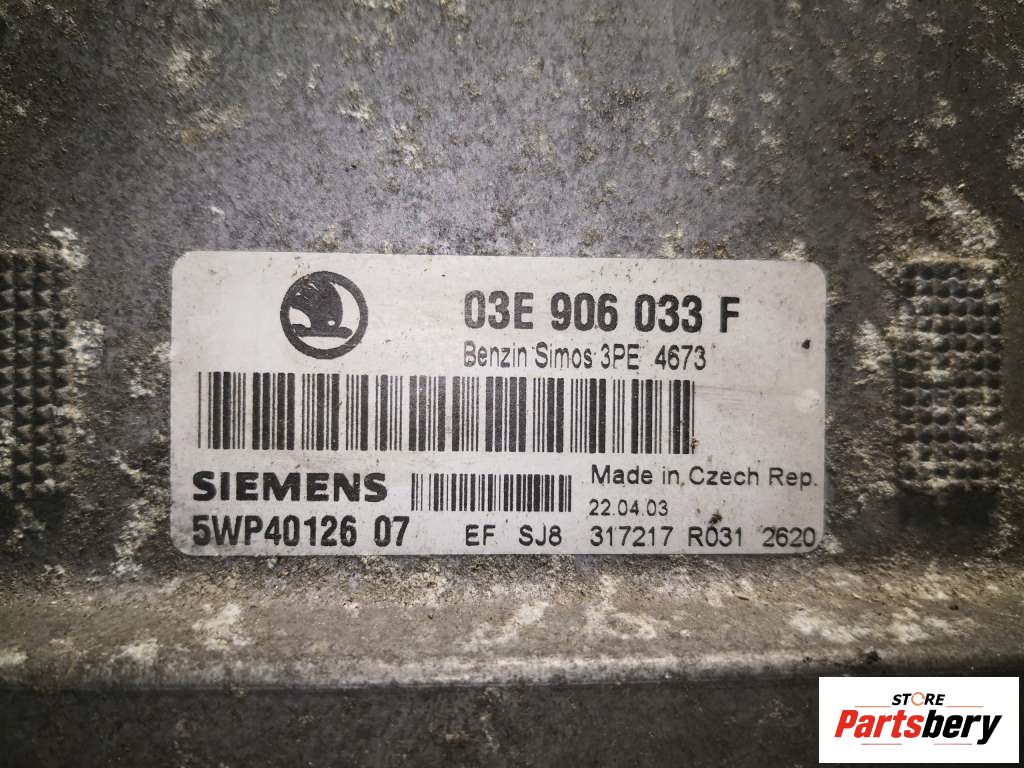 03E 906 033 F
Benzin Simos 3PE 4673
SIEMENS
Made in Czech Rep.
22.04.03
5WP40126 07
EF SJ8 317217 R031 2620
STORE
Partsbery